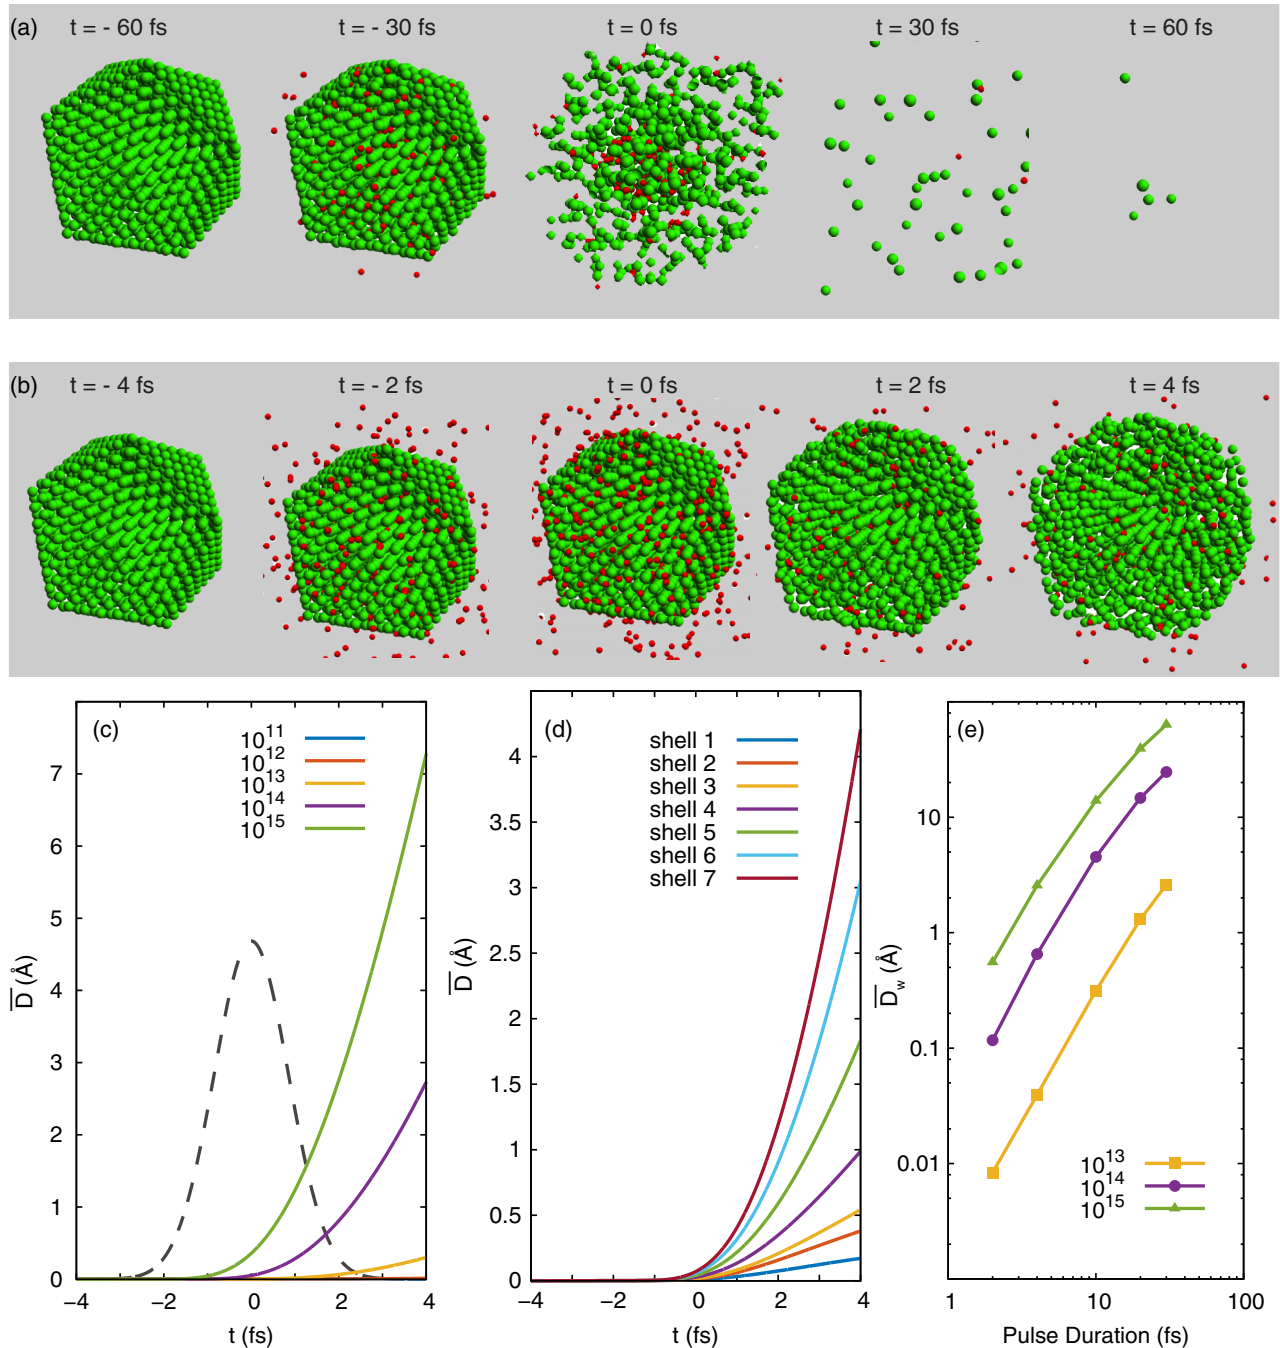 (a) t = - 60 fs t = - 30 fs t = 0 fs t = 30 fs t = 60 fs
(b) t = - 4 fs t = - 2 fs t = 0 fs t = 2 fs t = 4 fs
(c)
10^11
10^12
10^13
10^14
10^15
7
6
5
4
3
2
1
0
D̅ (Å)
−4 −2 0 2 4
t (fs)
(d)
shell 1
shell 2
shell 3
shell 4
shell 5
shell 6
shell 7
4
3.5
3
2.5
2
1.5
1
0.5
0
D̅ (Å)
−4 −2 0 2 4
t (fs)
(e)
10
1
0.1
0.01
D̅_w (Å)
10^13
10^14
10^15
1 10 100
Pulse Duration (fs)